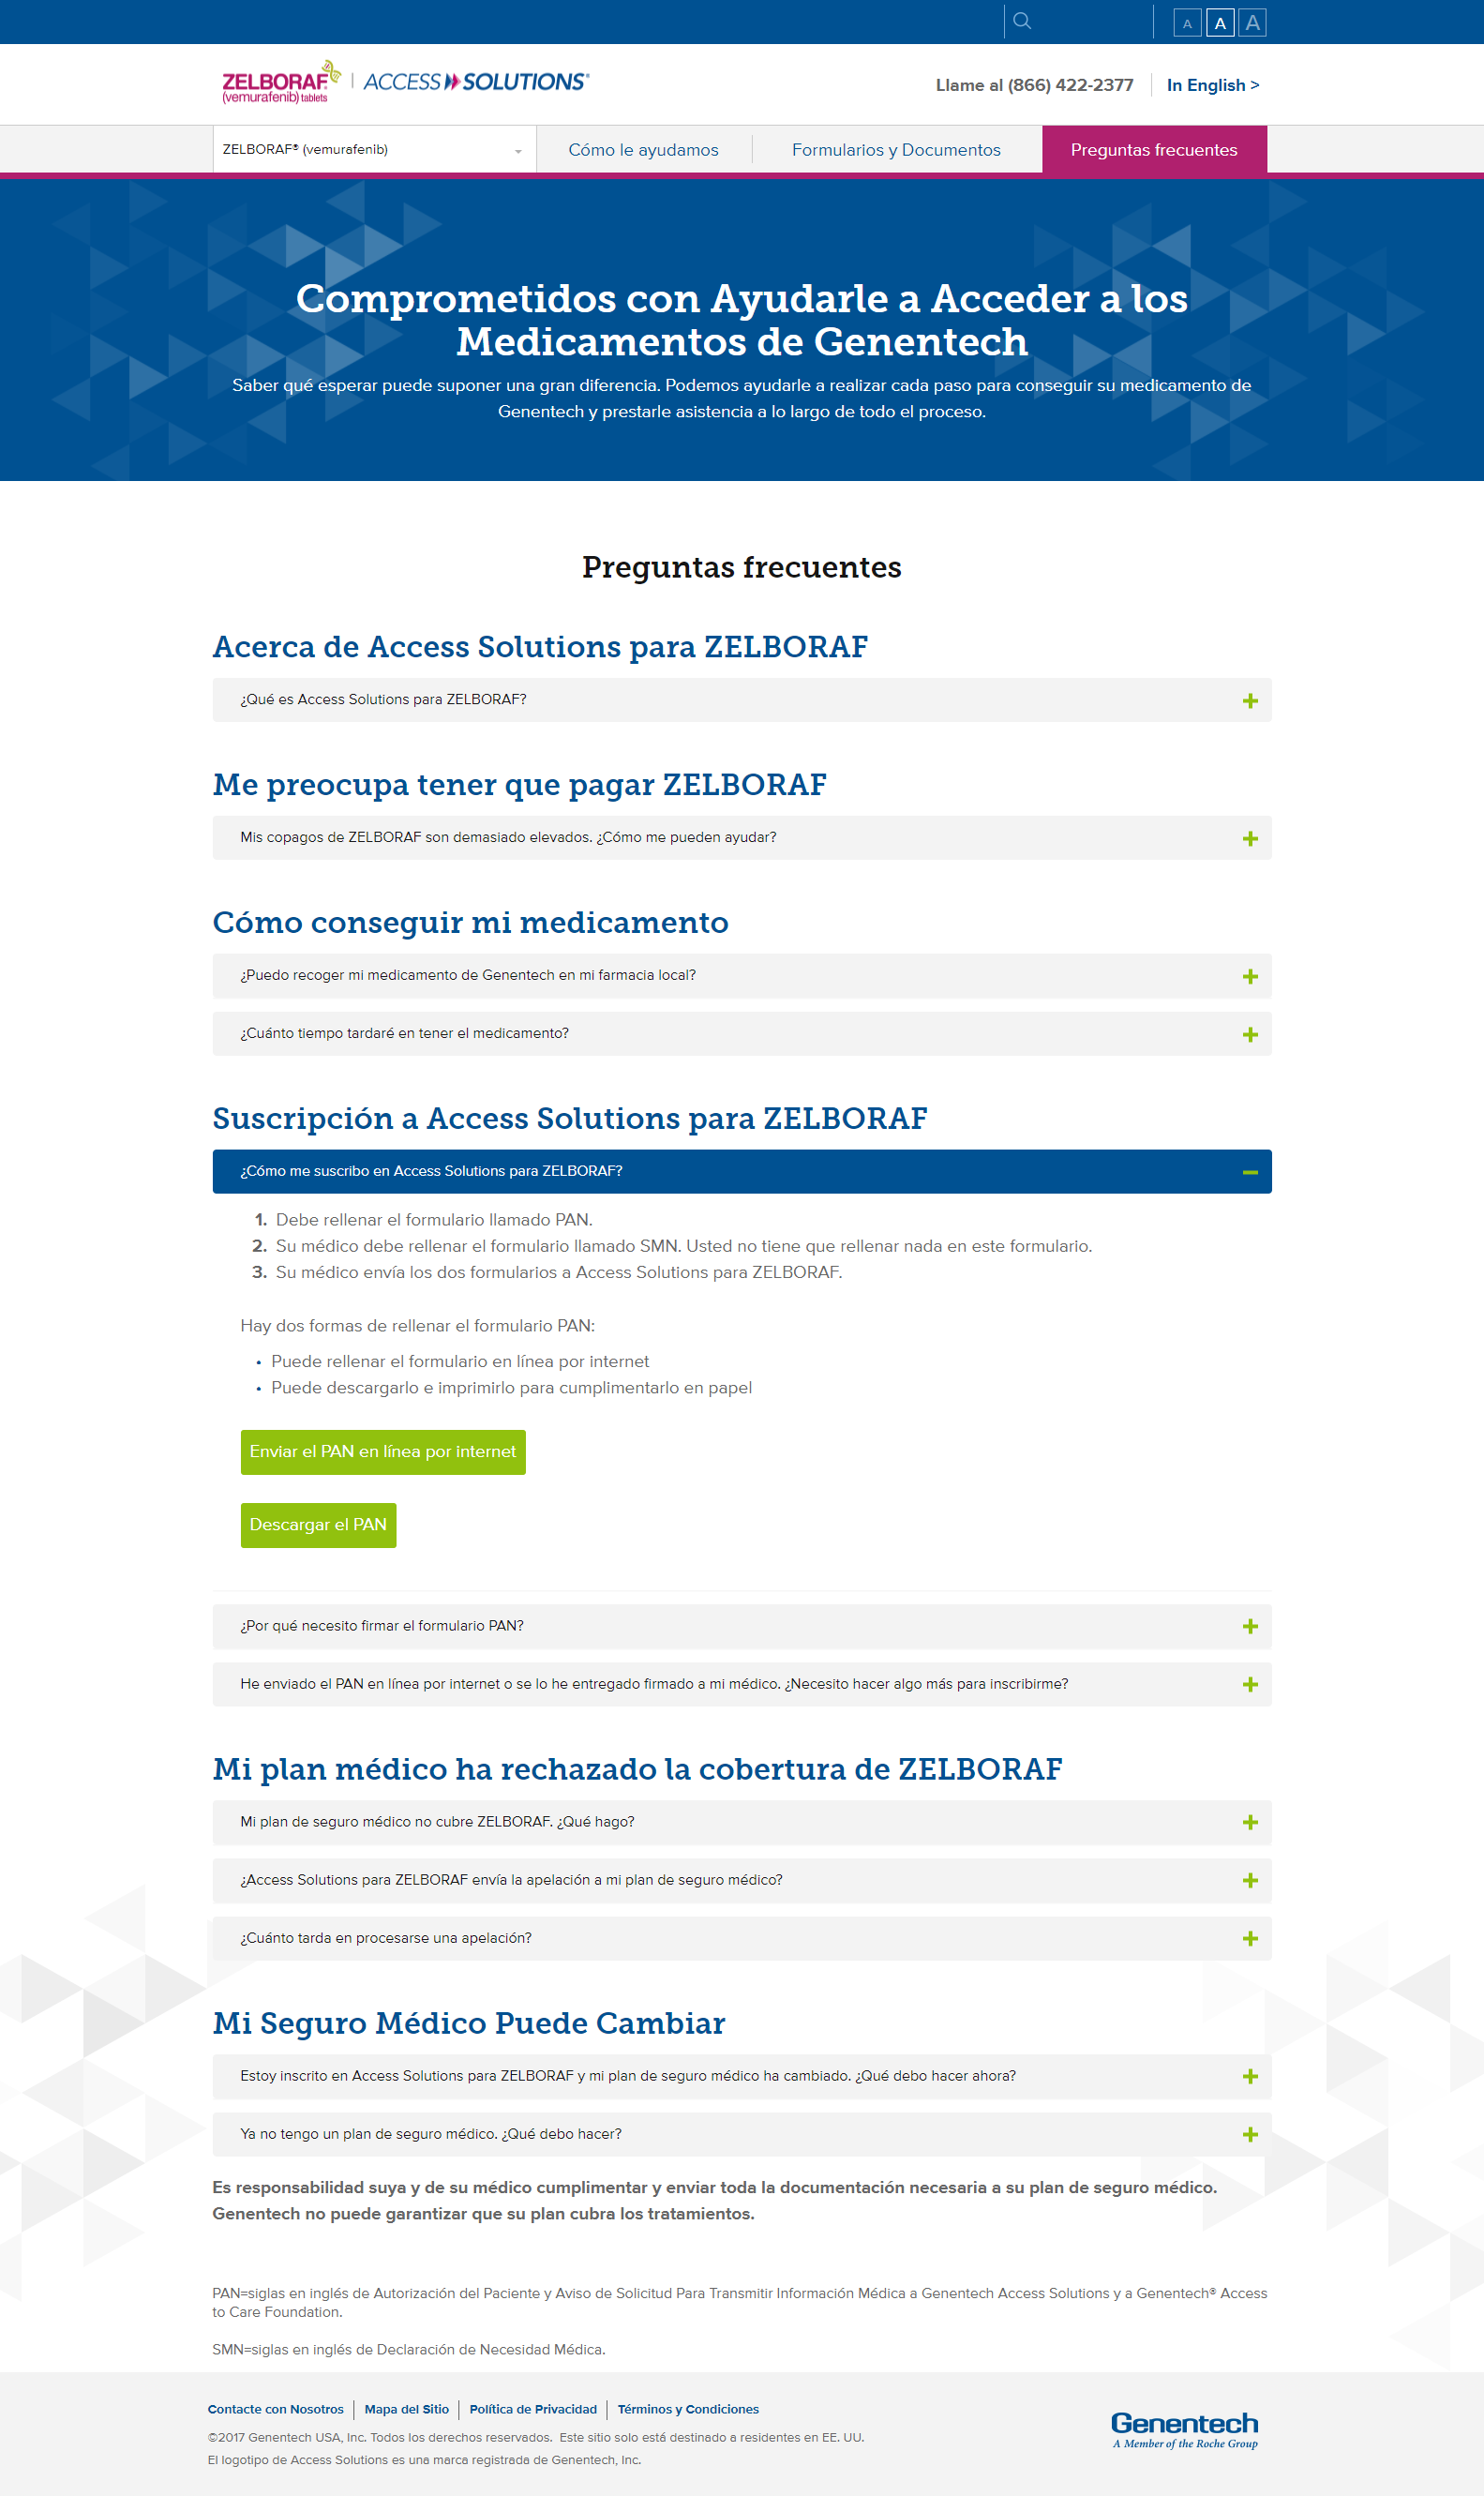 A A A
ZELBORAF®
(vemurafenib) tablets
ACCESS SOLUTIONS®
Llame al (866) 422-2377
In English >
ZELBORAF® (vemurafenib)
Cómo le ayudamos
Formularios y Documentos
Preguntas frecuentes
Comprometidos con Ayudarle a Acceder a los
Medicamentos de Genentech
Saber qué esperar puede suponer una gran diferencia. Podemos ayudarle a realizar cada paso para conseguir su medicamento de
Genentech y prestarle asistencia a lo largo de todo el proceso.
Preguntas frecuentes
Acerca de Access Solutions para ZELBORAF
¿Qué es Access Solutions para ZELBORAF?
Me preocupa tener que pagar ZELBORAF
Mis copagos de ZELBORAF son demasiado elevados. ¿Cómo me pueden ayudar?
Cómo conseguir mi medicamento
¿Puedo recoger mi medicamento de Genentech en mi farmacia local?
¿Cuánto tiempo tardaré en tener el medicamento?
Suscripción a Access Solutions para ZELBORAF
¿Cómo me suscribo en Access Solutions para ZELBORAF?
1. Debe rellenar el formulario llamado PAN.
2. Su médico debe rellenar el formulario llamado SMN. Usted no tiene que rellenar nada en este formulario.
3. Su médico envía los dos formularios a Access Solutions para ZELBORAF.
Hay dos formas de rellenar el formulario PAN:
• Puede rellenar el formulario en línea por internet
• Puede descargarlo e imprimirlo para cumplimentarlo en papel
Enviar el PAN en línea por internet
Descargar el PAN
¿Por qué necesito firmar el formulario PAN?
He enviado el PAN en línea por internet o se lo he entregado firmado a mi médico. ¿Necesito hacer algo más para inscribirme?
Mi plan médico ha rechazado la cobertura de ZELBORAF
Mi plan de seguro médico no cubre ZELBORAF. ¿Qué hago?
¿Access Solutions para ZELBORAF envía la apelación a mi plan de seguro médico?
¿Cuánto tarda en procesarse una apelación?
Mi Seguro Médico Puede Cambiar
Estoy inscrito en Access Solutions para ZELBORAF y mi plan de seguro médico ha cambiado. ¿Qué debo hacer ahora?
Ya no tengo un plan de seguro médico. ¿Qué debo hacer?
Es responsabilidad suya y de su médico cumplimentar y enviar toda la documentación necesaria a su plan de seguro médico.
Genentech no puede garantizar que su plan cubra los tratamientos.
PAN=siglas en inglés de Autorización del Paciente y Aviso de Solicitud Para Transmitir Información Médica a Genentech Access Solutions y a Genentech® Access
to Care Foundation.
SMN=siglas en inglés de Declaración de Necesidad Médica.
Contacte con Nosotros | Mapa del Sitio | Política de Privacidad | Términos y Condiciones
©2017 Genentech USA, Inc. Todos los derechos reservados. Este sitio solo está destinado a residentes en EE. UU.
El logotipo de Access Solutions es una marca registrada de Genentech, Inc.
Genentech
A Member of the Roche Group